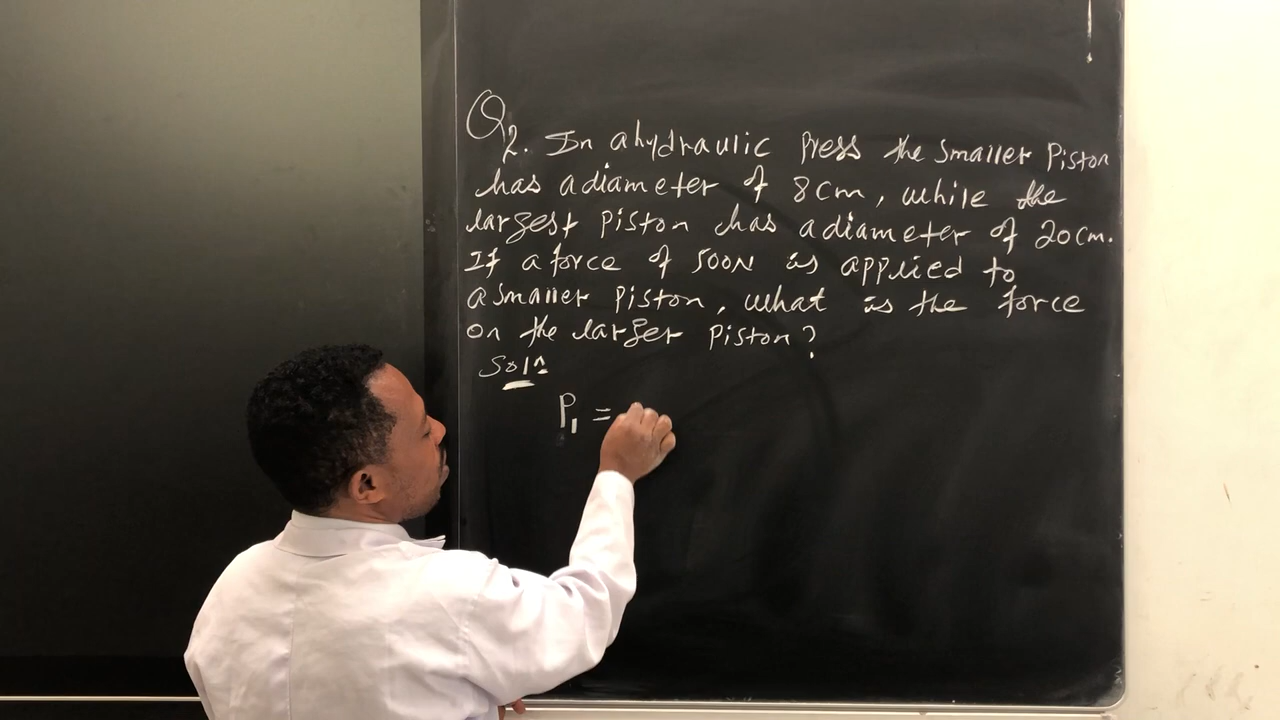 Q2. In a hydraulic press the smaller piston
has a diameter of 8cm, while the
largest piston has a diameter of 20cm.
If a force of 500N is applied to
a smaller piston, what is the force
on the larger piston?
Soln
P1 =